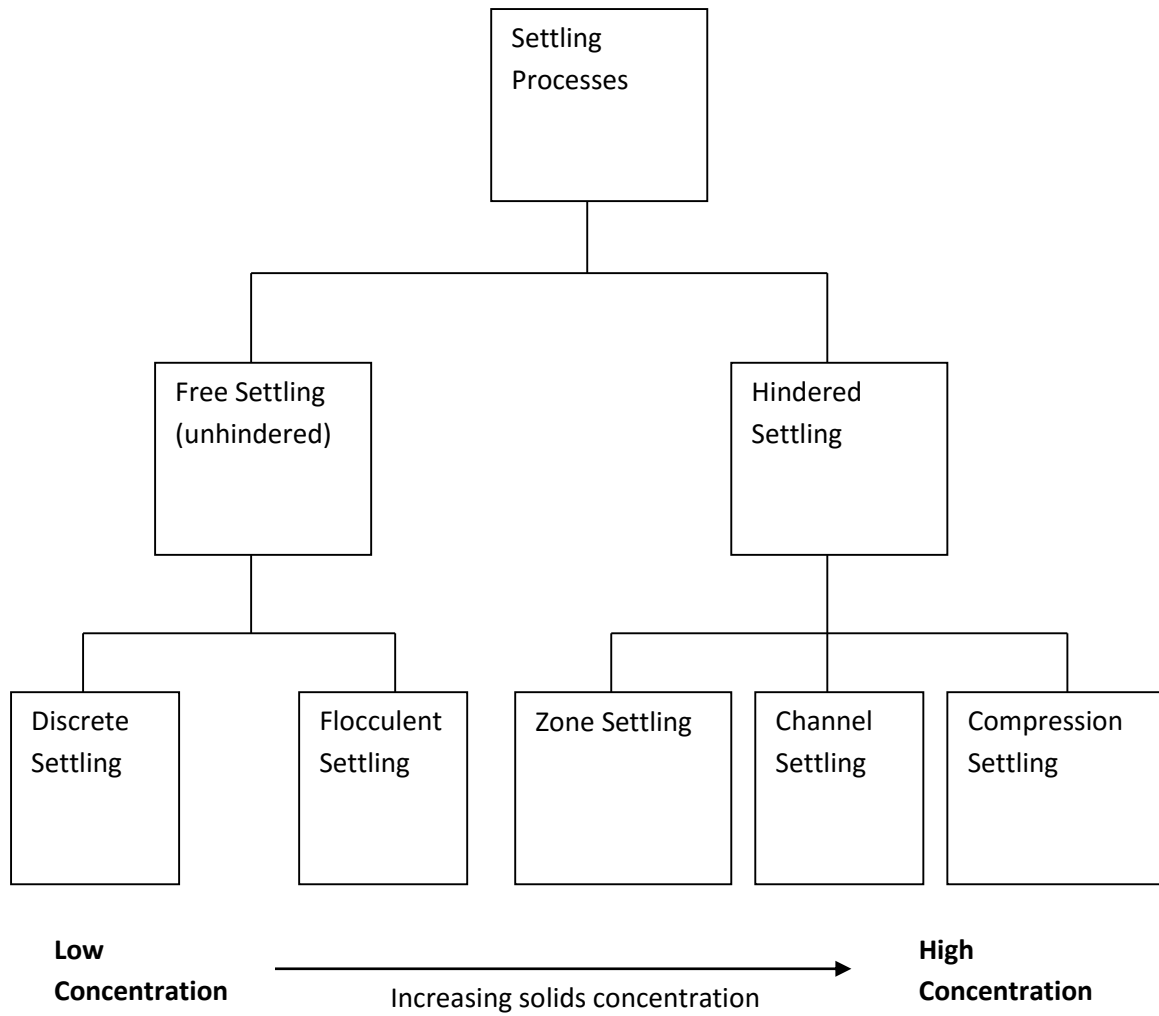 Settling
Processes
Free Settling
(unhindered)
Hindered
Settling
Discrete
Settling
Flocculent
Settling
Zone Settling
Channel
Settling
Compression
Settling
Low
Concentration
Increasing solids concentration
High
Concentration